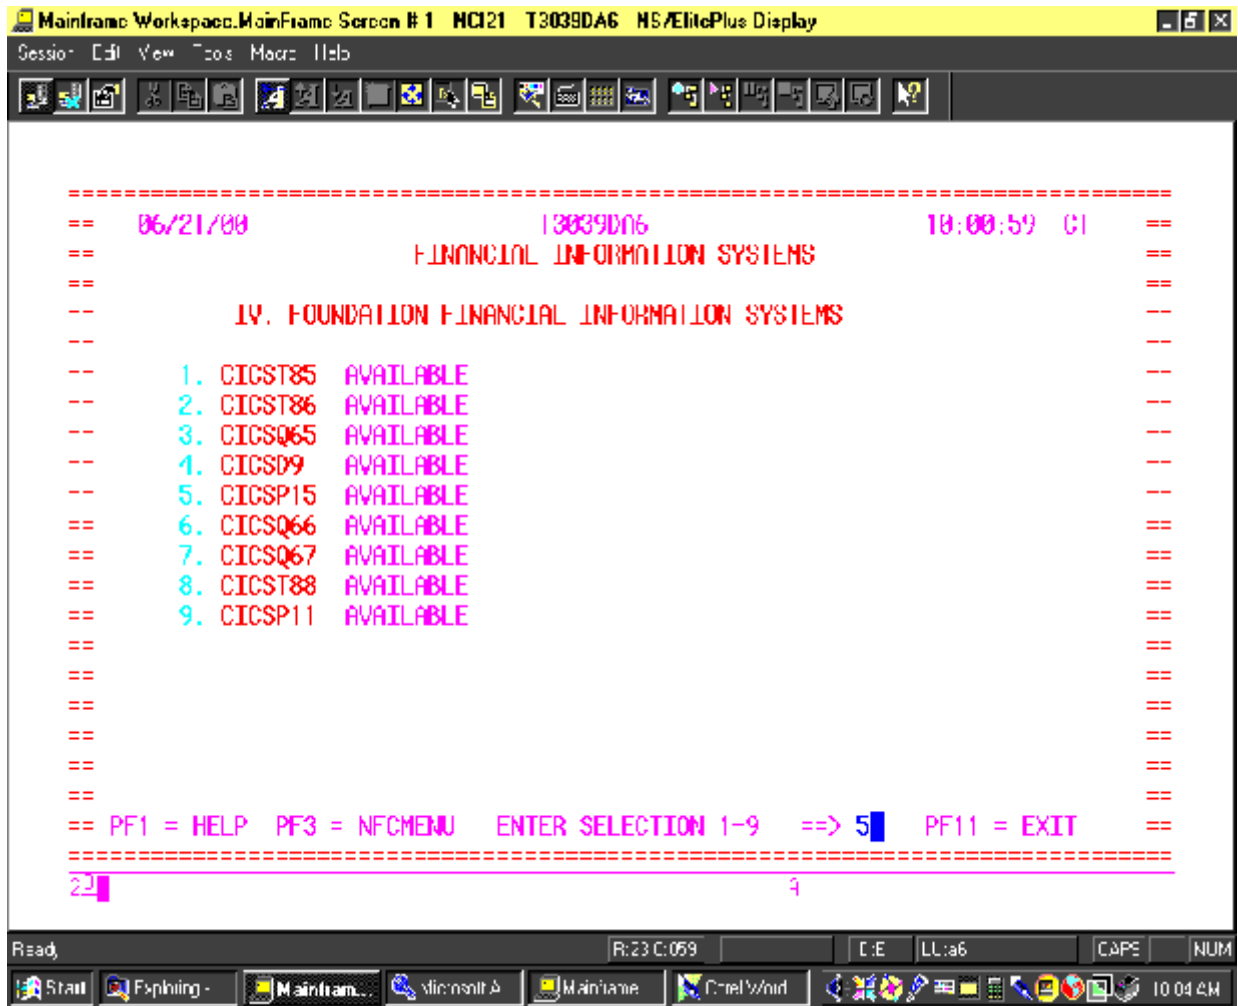 Mainframe Workspace.MainFrame Screen # 1 NCI21 T3039DA6 NS/ElitePlus Display
Session Edit View Tools Macro Help
================================================================================
== 06/21/00 T3039DA6 10:00:59 CT ==
== FINANCIAL INFORMATION SYSTEMS ==
== ==
-- IV. FOUNDATION FINANCIAL INFORMATION SYSTEMS --
-- --
-- 1. CICST85 AVAILABLE --
-- 2. CICST86 AVAILABLE --
-- 3. CICSQ65 AVAILABLE --
-- 4. CICSD9 AVAILABLE --
-- 5. CICSP15 AVAILABLE --
== 6. CICSQ66 AVAILABLE ==
== 7. CICSQ67 AVAILABLE ==
== 8. CICST88 AVAILABLE ==
== 9. CICSP11 AVAILABLE ==
== ==
== ==
== ==
== ==
== ==
== ==
== PF1 = HELP PF3 = NFCMENU ENTER SELECTION 1-9 ==> 5 PF11 = EXIT ==
================================================================================
A
Ready R:23 C:059 LU:a6 CAPS NUM
Start Exploring - Mainfram... Microsoft A Mainframe Corel Word 10:04 AM